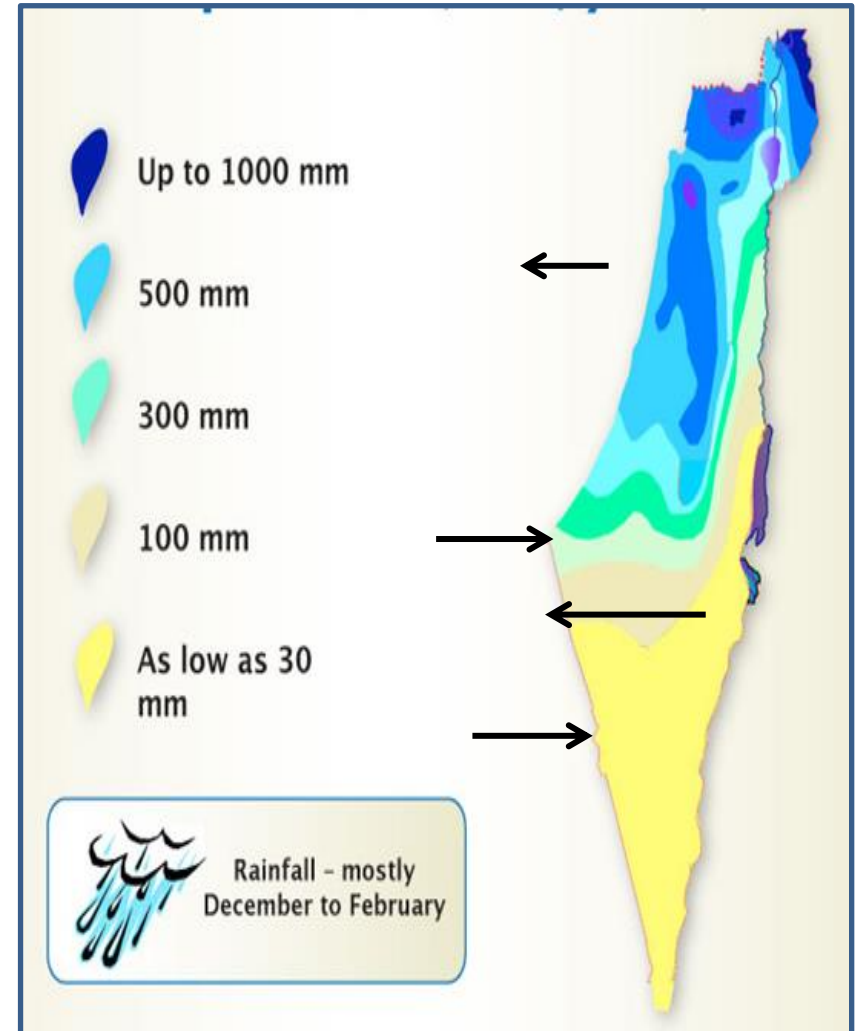 Up to 1000 mm
500 mm
300 mm
100 mm
As low as 30
mm
Rainfall – mostly
December to February